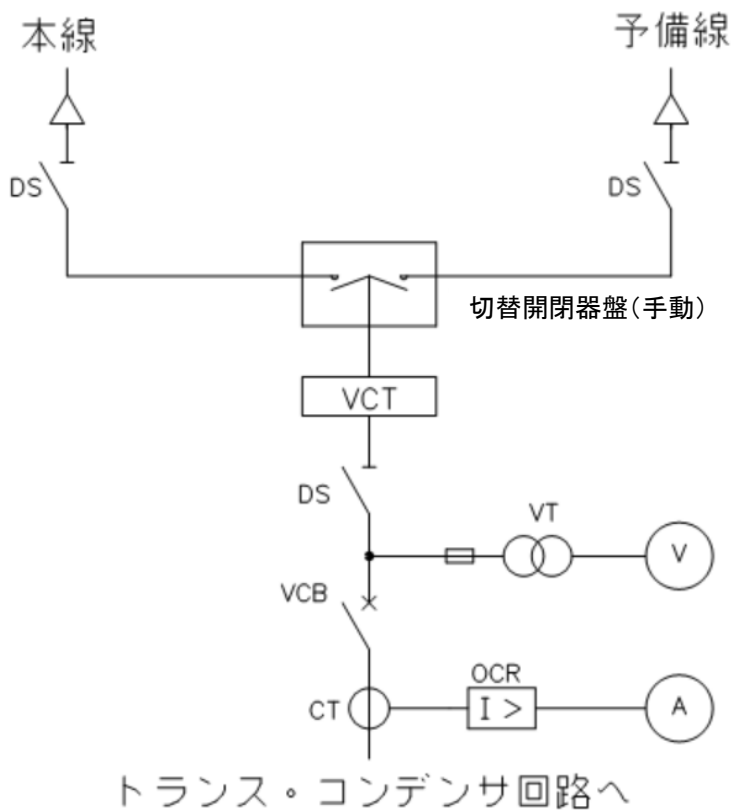 本線
予備線
DS
DS
切替開閉器盤(手動)
VCT
DS
VT
V
VCB
OCR
CT
I >
A
トランス・コンデンサ回路へ